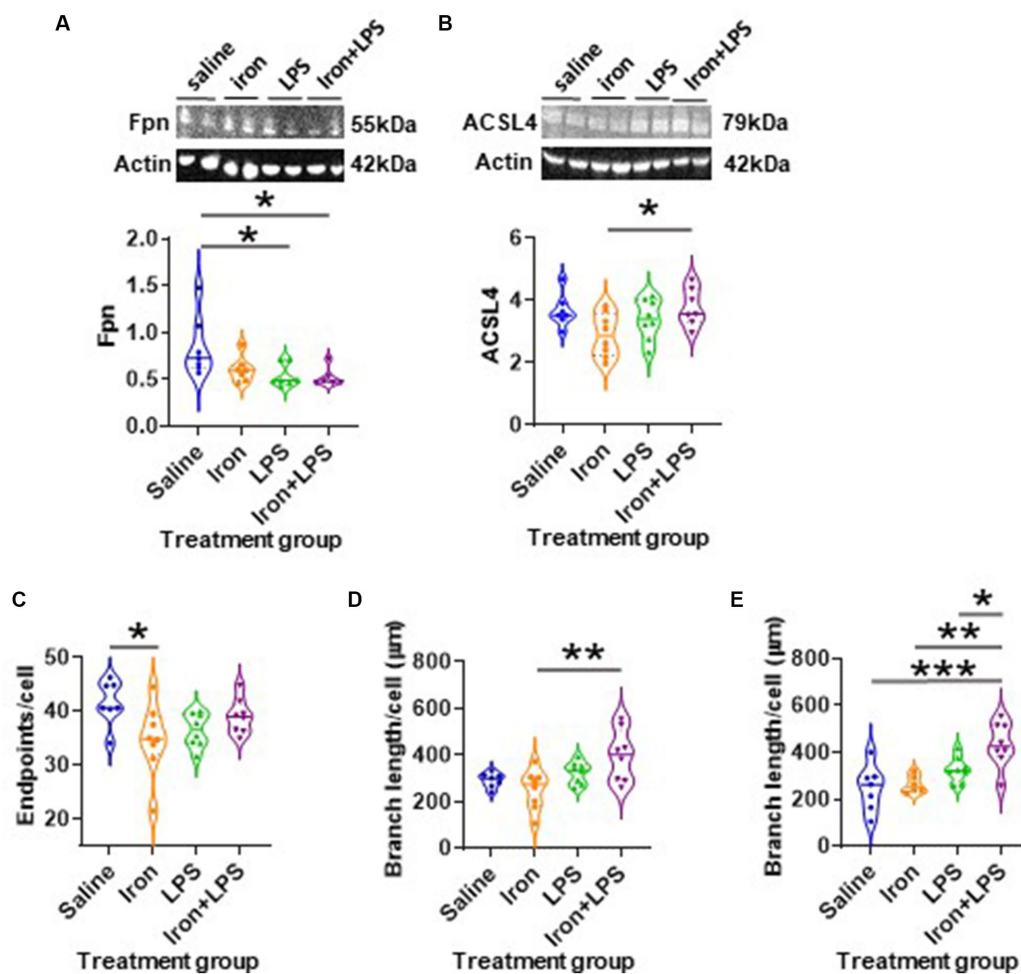 A
saline iron LPS Iron+LPS
Fpn 55kDa
Actin 42kDa
* 
*
2.0
1.5
1.0
0.5
0.0
Fpn
Saline Iron LPS Iron+LPS
Treatment group
B
saline iron LPS Iron+LPS
ACSL4 79kDa
Actin 42kDa
*
6
4
2
0
ACSL4
Saline Iron LPS Iron+LPS
Treatment group
C
*
50
40
30
20
Endpoints/cell
Saline Iron LPS Iron+LPS
Treatment group
D
**
800
600
400
200
0
Branch length/cell (µm)
Saline Iron LPS Iron+LPS
Treatment group
E
*
**
***
800
600
400
200
0
Branch length/cell (µm)
Saline Iron LPS Iron+LPS
Treatment group